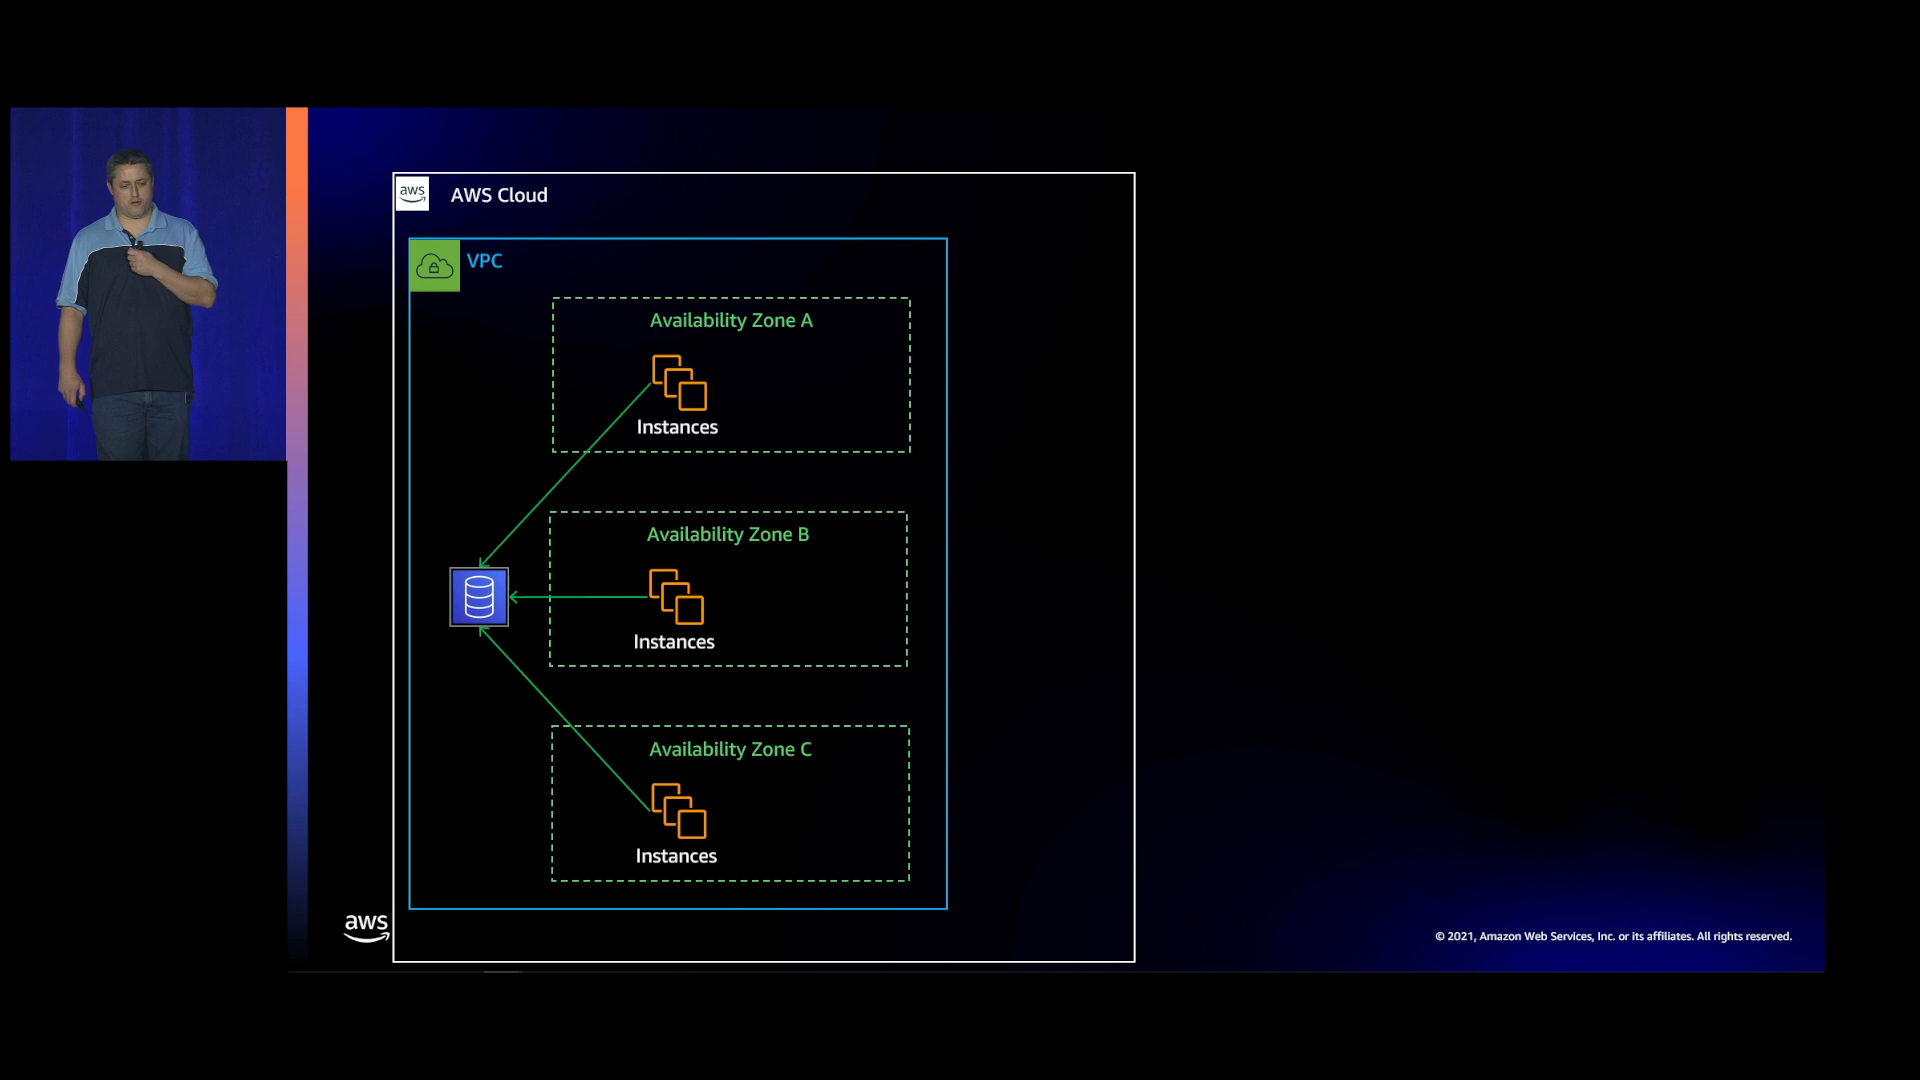 aws
AWS Cloud
VPC
Availability Zone A
Instances
Availability Zone B
Instances
Availability Zone C
Instances
aws
© 2021, Amazon Web Services, Inc. or its affiliates. All rights reserved.